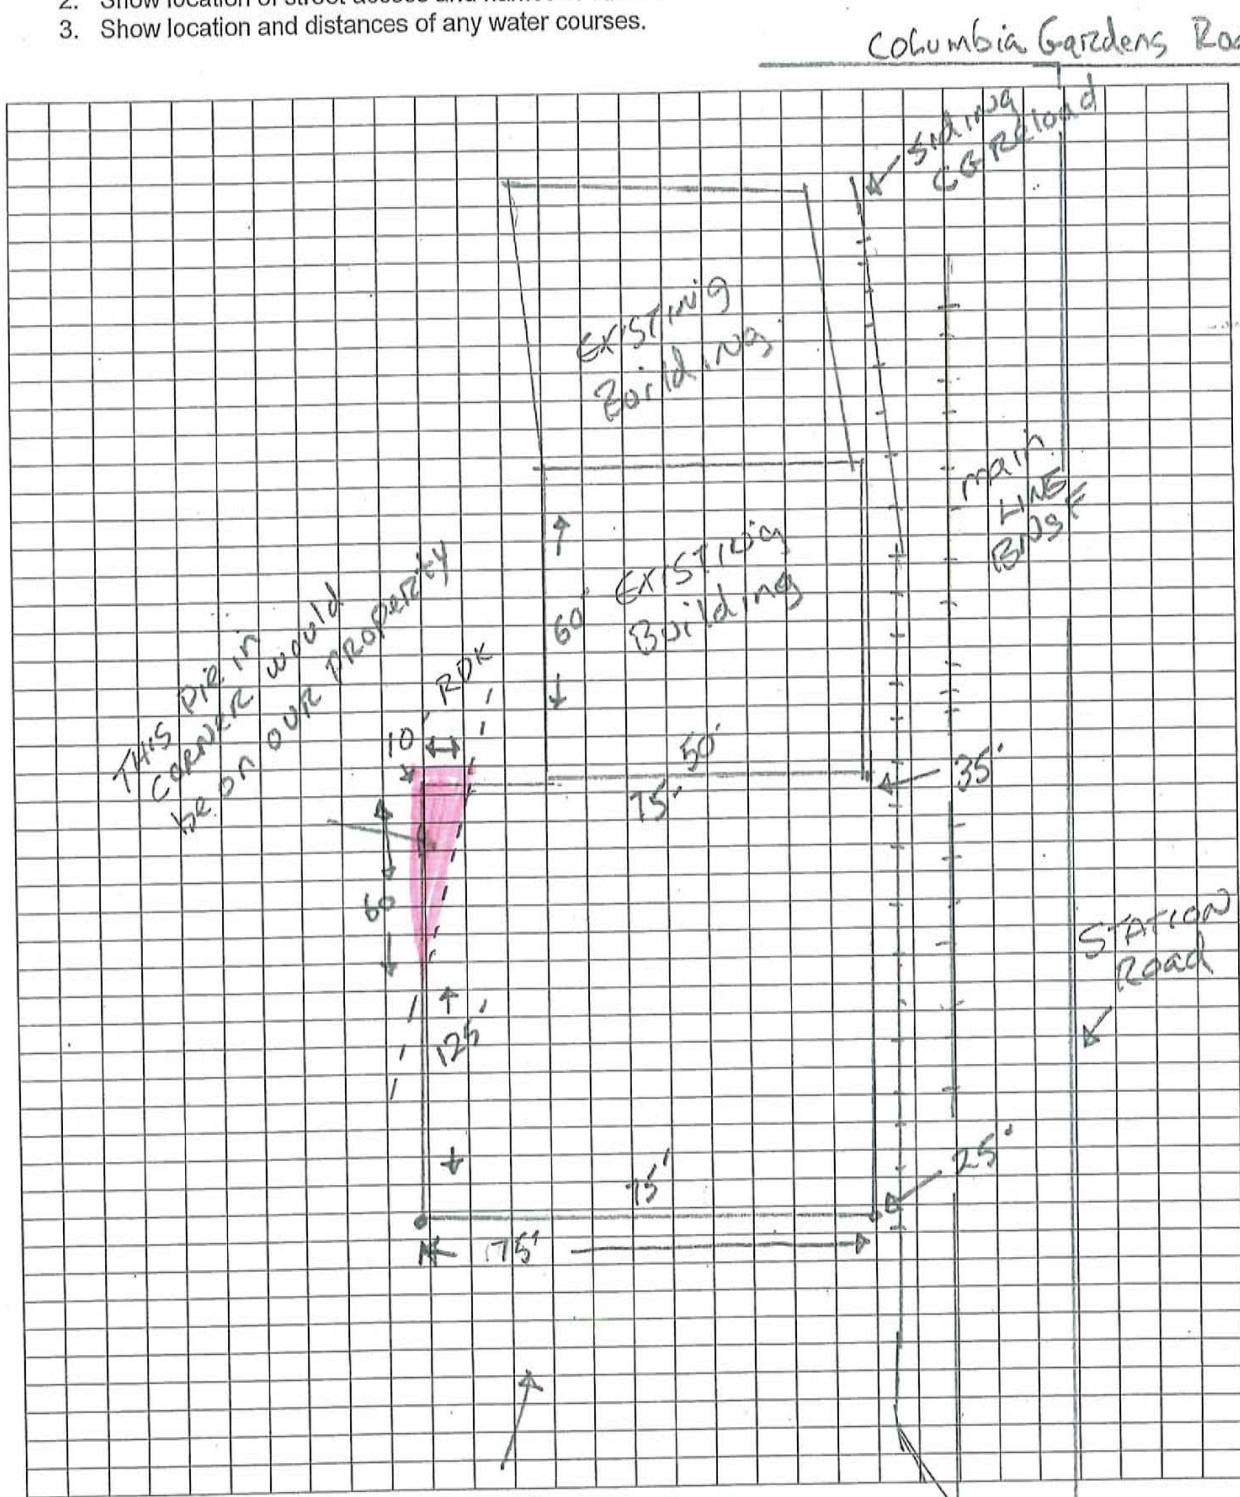 3. Show location and distances of any water courses.
Columbia Gardens
Siding
CG Reload
EXISTING
Building
main
LINE
BNSF
EXISTING
Building
60'
THIS PIE in
CORNER would
be on OUR PROPERTY
RDK
10'
50'
75'
35'
60
125'
STATION
Road
25'
75'
75'